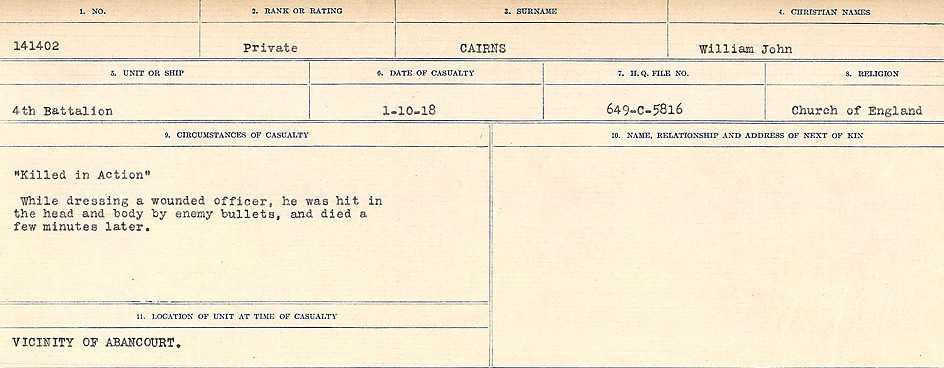 1. NO. 2. RANK OR RATING 3. SURNAME 4. CHRISTIAN NAMES
141402 Private CAIRNS William John
5. UNIT OR SHIP 6. DATE OF CASUALTY 7. H. Q. FILE NO. 8. RELIGION
4th Battalion 1-10-18 649-C-5816 Church of England
9. CIRCUMSTANCES OF CASUALTY
"Killed in Action"
While dressing a wounded officer, he was hit in
the head and body by enemy bullets, and died a
few minutes later.
10. NAME, RELATIONSHIP AND ADDRESS OF NEXT OF KIN
11. LOCATION OF UNIT AT TIME OF CASUALTY
VICINITY OF ABANCOURT.